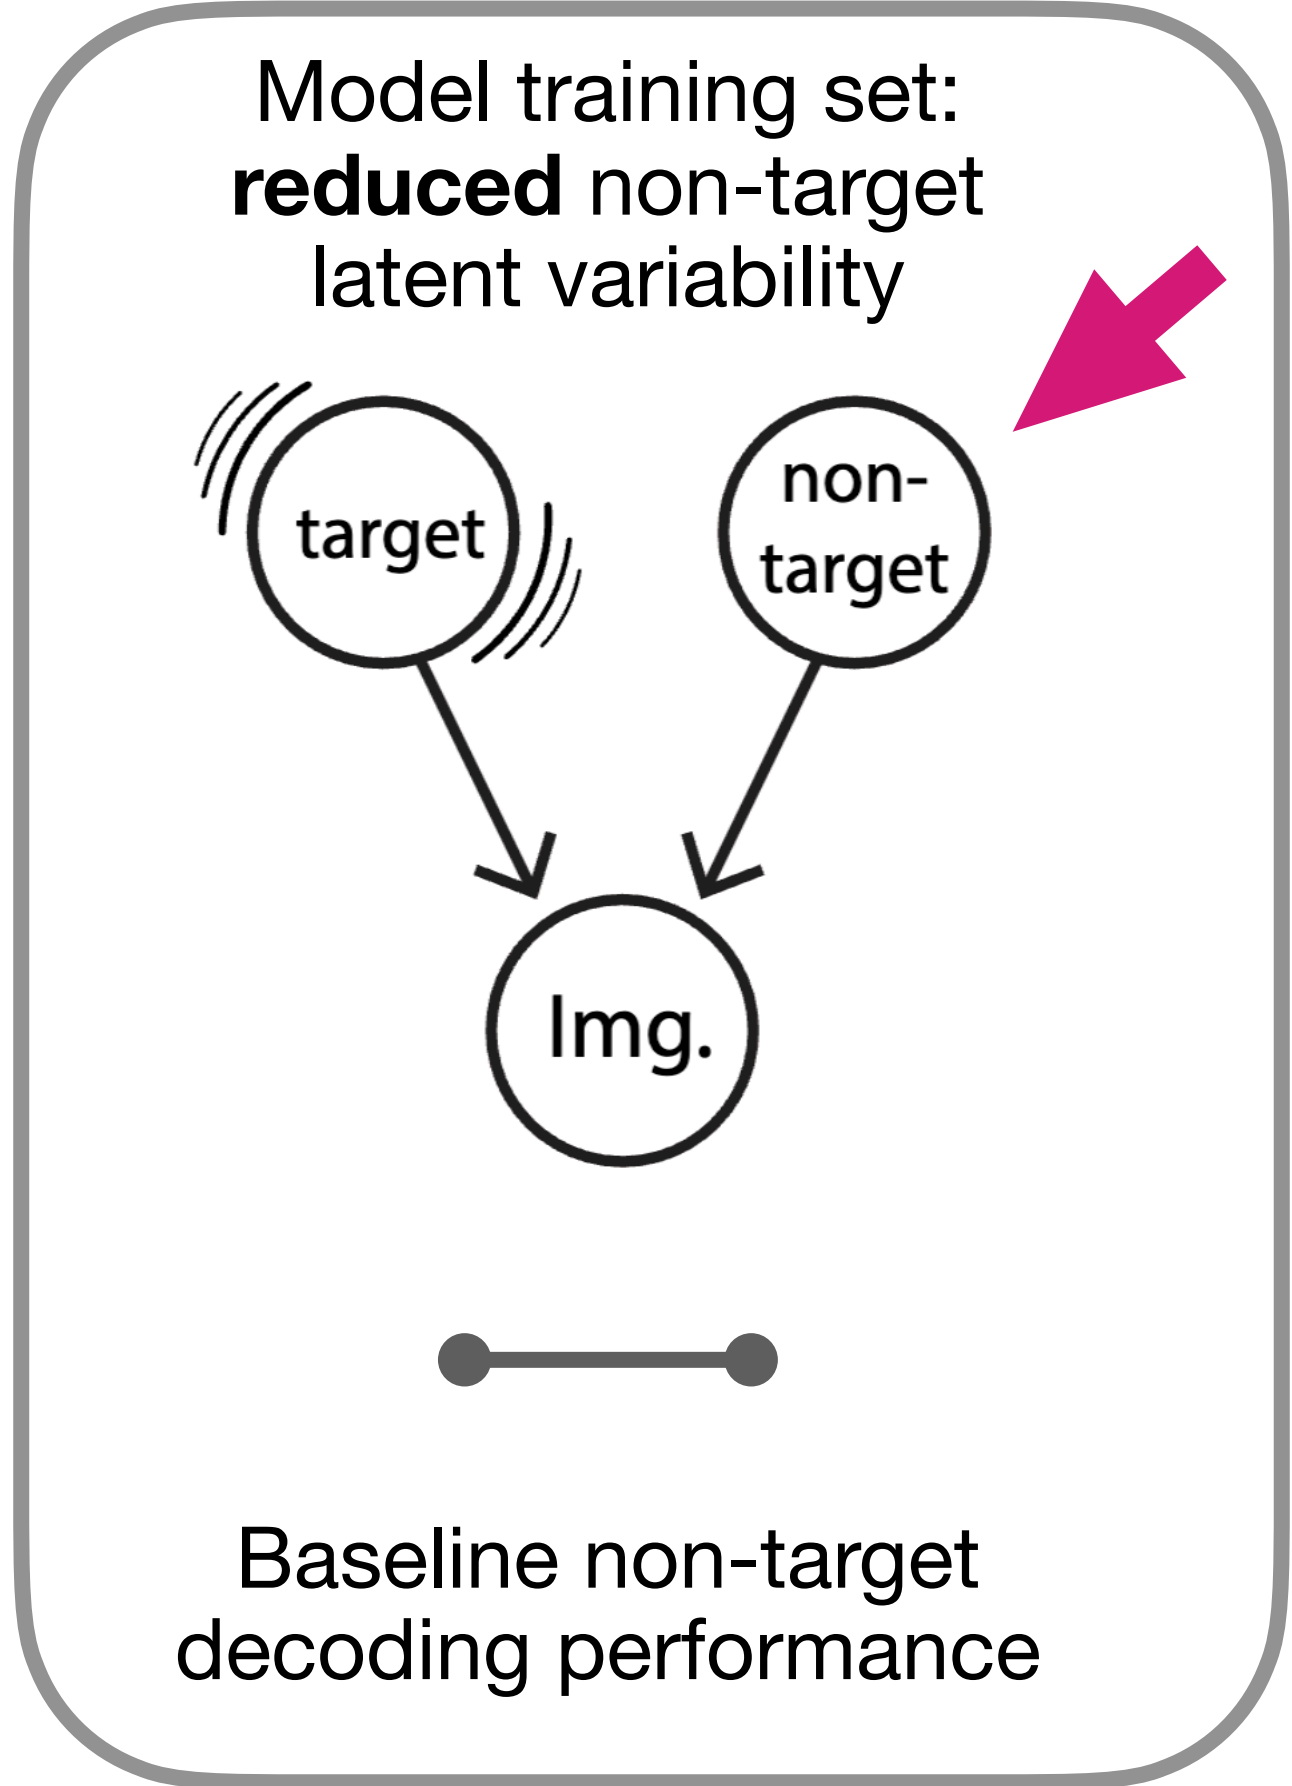 Model training set:
reduced non-target
latent variability
target
non-
target
Img.
Baseline non-target
decoding performance